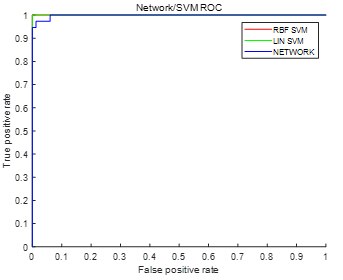 Network/SVM ROC
1
0.9
0.8
0.7
0.6
0.5
0.4
0.3
0.2
0.1
0
True positive rate
RBF SVM
LIN SVM
NETWORK
0 0.1 0.2 0.3 0.4 0.5 0.6 0.7 0.8 0.9 1
False positive rate